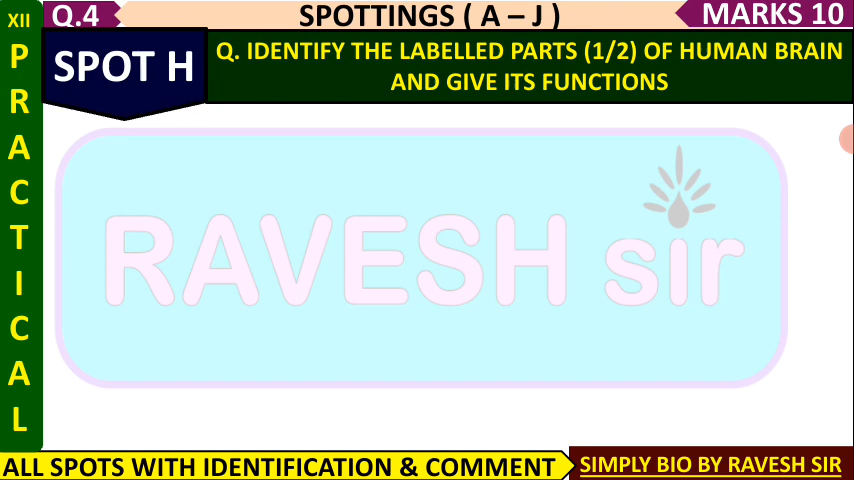 XII
PRACTICAL
Q.4
SPOTTINGS ( A – J )
MARKS 10
SPOT H
Q. IDENTIFY THE LABELLED PARTS (1/2) OF HUMAN BRAIN
AND GIVE ITS FUNCTIONS
RAVESH sir
ALL SPOTS WITH IDENTIFICATION & COMMENT
SIMPLY BIO BY RAVESH SIR